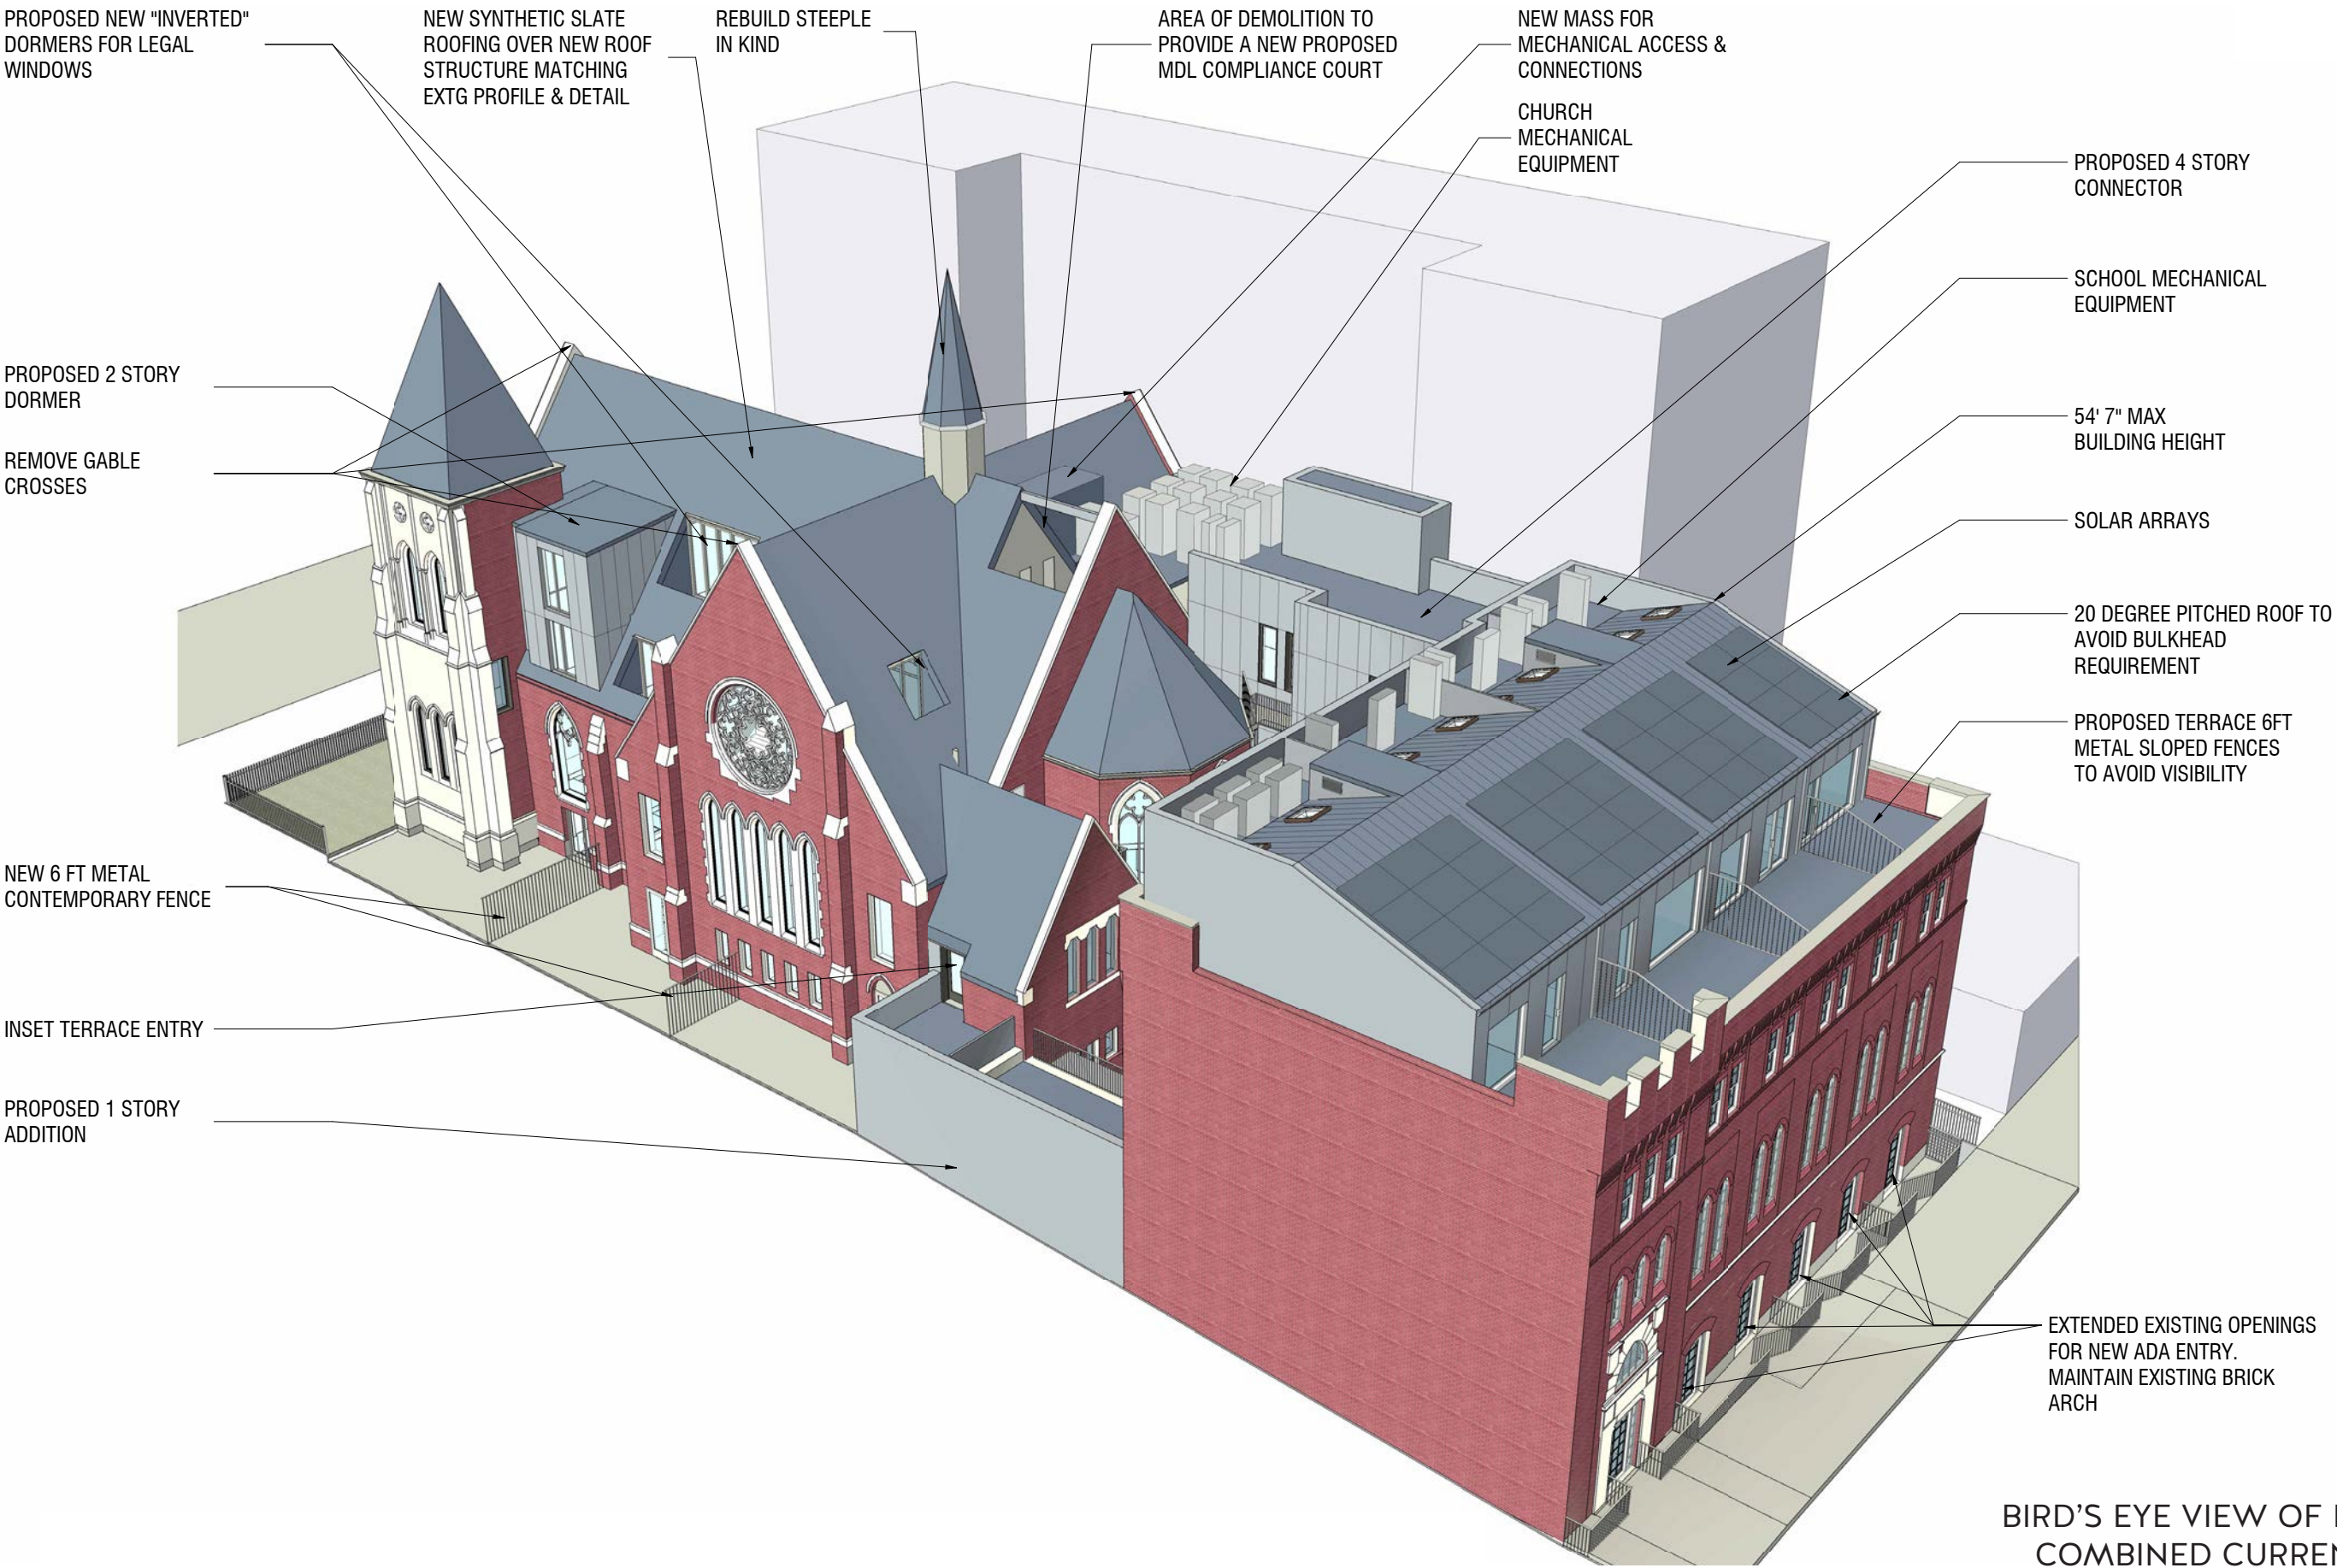 PROPOSED NEW "INVERTED"
DORMERS FOR LEGAL
WINDOWS
NEW SYNTHETIC SLATE
ROOFING OVER NEW ROOF
STRUCTURE MATCHING
EXTG PROFILE & DETAIL
REBUILD STEEPLE
IN KIND
AREA OF DEMOLITION TO
PROVIDE A NEW PROPOSED
MDL COMPLIANCE COURT
NEW MASS FOR
MECHANICAL ACCESS &
CONNECTIONS
CHURCH
MECHANICAL
EQUIPMENT
PROPOSED 4 STORY
CONNECTOR
SCHOOL MECHANICAL
EQUIPMENT
54' 7" MAX
BUILDING HEIGHT
SOLAR ARRAYS
20 DEGREE PITCHED ROOF TO
AVOID BULKHEAD
REQUIREMENT
PROPOSED TERRACE 6FT
METAL SLOPED FENCES
TO AVOID VISIBILITY
PROPOSED 2 STORY
DORMER
REMOVE GABLE
CROSSES
NEW 6 FT METAL
CONTEMPORARY FENCE
INSET TERRACE ENTRY
PROPOSED 1 STORY
ADDITION
EXTENDED EXISTING OPENINGS
FOR NEW ADA ENTRY.
MAINTAIN EXISTING BRICK
ARCH
BIRD'S EYE VIEW OF
COMBINED